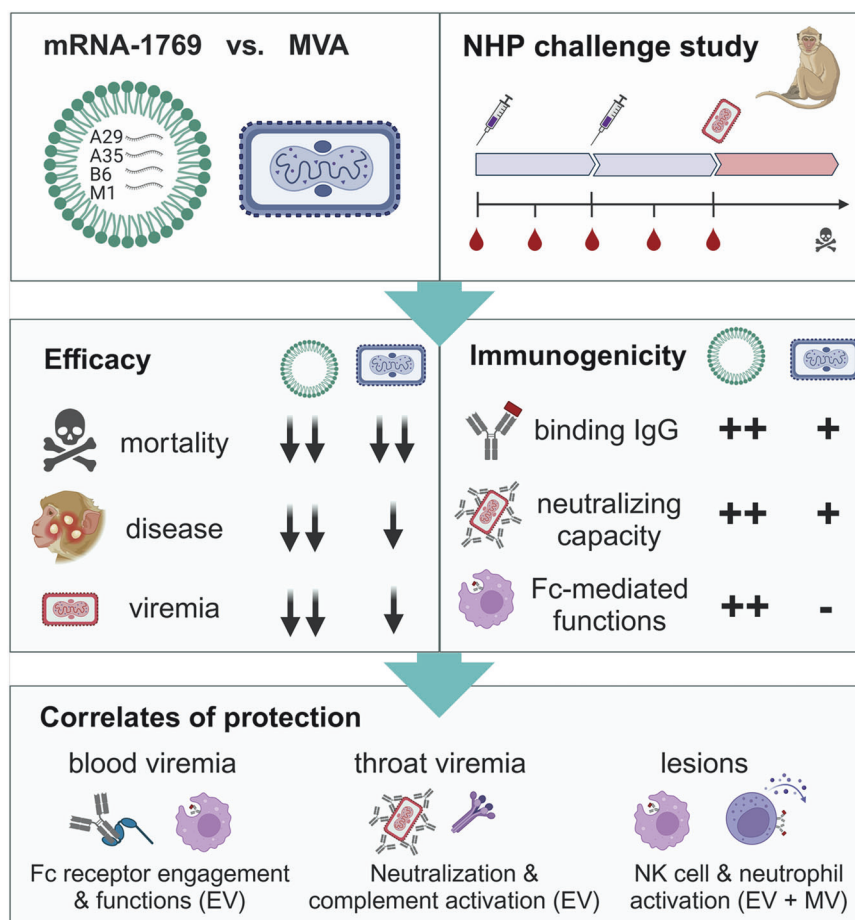 mRNA-1769 vs. MVA
A29
A35
B6
M1
NHP challenge study
Efficacy
mortality
disease
viremia
Immunogenicity
binding IgG ++ +
neutralizing
capacity ++ +
Fc-mediated
functions ++ -
Correlates of protection
blood viremia
Fc receptor engagement
& functions (EV)
throat viremia
Neutralization &
complement activation (EV)
lesions
NK cell & neutrophil
activation (EV + MV)